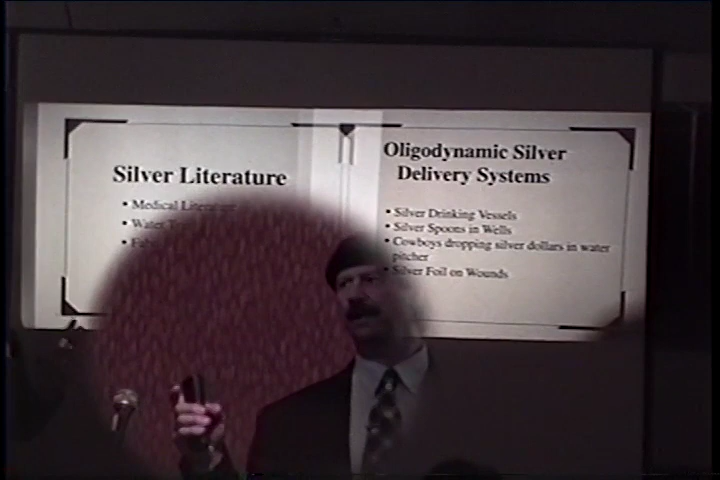 Silver Literature
• Medical Literature
• Water
Oligodynamic Silver
Delivery Systems
• Silver Drinking Vessels
• Silver Spoons in Wells
• Cowboys dropping silver dollars in water
pitcher
• Silver Foil on Wounds